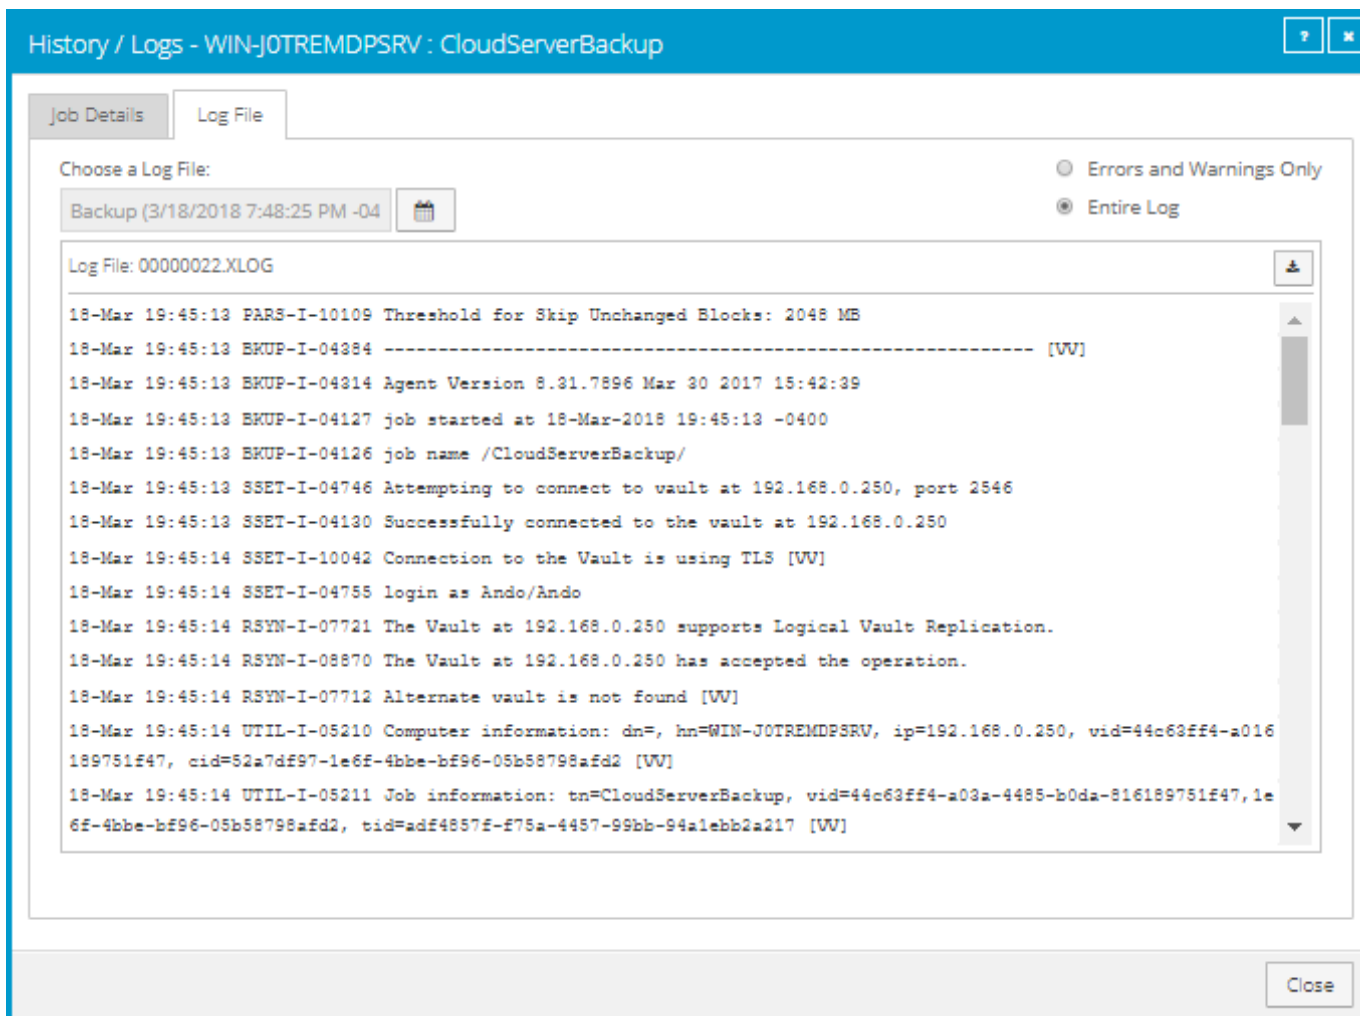 History / Logs - WIN-J0TREMDPSRV : CloudServerBackup
? ×
Job Details
Log File
Choose a Log File:
Errors and Warnings Only
Backup (3/18/2018 7:48:25 PM -04
Entire Log
Log File: 00000022.XLOG
18-Mar 19:45:13 PARS-I-10109 Threshold for Skip Unchanged Blocks: 2048 MB
18-Mar 19:45:13 BKUP-I-04384 ------------------------------------------------------------ [VV]
18-Mar 19:45:13 BKUP-I-04314 Agent Version 8.31.7896 Mar 30 2017 15:42:39
18-Mar 19:45:13 BKUP-I-04127 job started at 18-Mar-2018 19:45:13 -0400
18-Mar 19:45:13 BKUP-I-04126 job name /CloudServerBackup/
18-Mar 19:45:13 SSET-I-04746 Attempting to connect to vault at 192.168.0.250, port 2546
18-Mar 19:45:13 SSET-I-04130 Successfully connected to the vault at 192.168.0.250
18-Mar 19:45:14 SSET-I-10042 Connection to the Vault is using TLS [VV]
18-Mar 19:45:14 SSET-I-04755 login as Ando/Ando
18-Mar 19:45:14 RSYN-I-07721 The Vault at 192.168.0.250 supports Logical Vault Replication.
18-Mar 19:45:14 RSYN-I-08870 The Vault at 192.168.0.250 has accepted the operation.
18-Mar 19:45:14 RSYN-I-07712 Alternate vault is not found [VV]
18-Mar 19:45:14 UTIL-I-05210 Computer information: dn=, hn=WIN-J0TREMDPSRV, ip=192.168.0.250, vid=44c63ff4-a016
189751f47, cid=52a7df97-1e6f-4bbe-bf96-05b58798afd2 [VV]
18-Mar 19:45:14 UTIL-I-05211 Job information: tn=CloudServerBackup, vid=44c63ff4-a03a-4485-b0da-816189751f47,1e
6f-4bbe-bf96-05b58798afd2, tid=adf4857f-f75a-4457-99bb-94a1ebb2a217 [VV]
Close